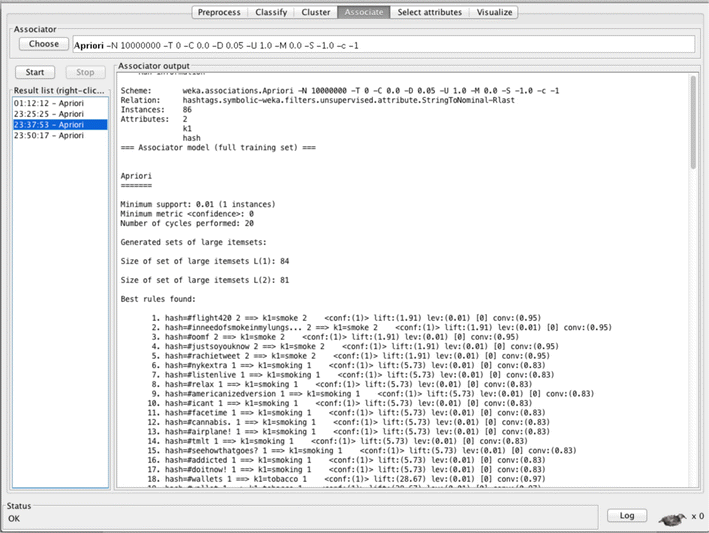 Preprocess Classify Cluster Associate Select attributes Visualize
Associator
Choose Apriori -N 10000000 -T 0 -C 0.0 -D 0.05 -U 1.0 -M 0.0 -S -1.0 -c -1
Start Stop
Result list (right-clic...
01:12:12 - Apriori
23:25:25 - Apriori
23:37:53 - Apriori
23:50:17 - Apriori
Associator output
Scheme: weka.associations.Apriori -N 10000000 -T 0 -C 0.0 -D 0.05 -U 1.0 -M 0.0 -S -1.0 -c -1
Relation: hashtags.symbolic-weka.filters.unsupervised.attribute.StringToNominal-Rlast
Instances: 86
Attributes: 2
k1
hash
=== Associator model (full training set) ===
Apriori
=======
Minimum support: 0.01 (1 instances)
Minimum metric <confidence>: 0
Number of cycles performed: 20
Generated sets of large itemsets:
Size of set of large itemsets L(1): 84
Size of set of large itemsets L(2): 81
Best rules found:
1. hash=#flight420 2 ==> k1=smoke 2 <conf:(1)> lift:(1.91) lev:(0.01) [0] conv:(0.95)
2. hash=#inneedofsmokeinmylungs... 2 ==> k1=smoke 2 <conf:(1)> lift:(1.91) lev:(0.01) [0] conv:(0.95)
3. hash=#oomf 2 ==> k1=smoke 2 <conf:(1)> lift:(1.91) lev:(0.01) [0] conv:(0.95)
4. hash=#justsoyouknow 2 ==> k1=smoke 2 <conf:(1)> lift:(1.91) lev:(0.01) [0] conv:(0.95)
5. hash=#rachietweet 2 ==> k1=smoke 2 <conf:(1)> lift:(1.91) lev:(0.01) [0] conv:(0.95)
6. hash=#nykextra 1 ==> k1=smoking 1 <conf:(1)> lift:(5.73) lev:(0.01) [0] conv:(0.83)
7. hash=#listenlive 1 ==> k1=smoking 1 <conf:(1)> lift:(5.73) lev:(0.01) [0] conv:(0.83)
8. hash=#relax 1 ==> k1=smoking 1 <conf:(1)> lift:(5.73) lev:(0.01) [0] conv:(0.83)
9. hash=#americanizedversion 1 ==> k1=smoking 1 <conf:(1)> lift:(5.73) lev:(0.01) [0] conv:(0.83)
10. hash=#icant 1 ==> k1=smoking 1 <conf:(1)> lift:(5.73) lev:(0.01) [0] conv:(0.83)
11. hash=#facetime 1 ==> k1=smoking 1 <conf:(1)> lift:(5.73) lev:(0.01) [0] conv:(0.83)
12. hash=#cannabis. 1 ==> k1=smoking 1 <conf:(1)> lift:(5.73) lev:(0.01) [0] conv:(0.83)
13. hash=#airplane! 1 ==> k1=smoking 1 <conf:(1)> lift:(5.73) lev:(0.01) [0] conv:(0.83)
14. hash=#tmlt 1 ==> k1=smoking 1 <conf:(1)> lift:(5.73) lev:(0.01) [0] conv:(0.83)
15. hash=#seehowthatgoes? 1 ==> k1=smoking 1 <conf:(1)> lift:(5.73) lev:(0.01) [0] conv:(0.83)
16. hash=#addicted 1 ==> k1=smoking 1 <conf:(1)> lift:(5.73) lev:(0.01) [0] conv:(0.83)
17. hash=#doitnow! 1 ==> k1=smoking 1 <conf:(1)> lift:(5.73) lev:(0.01) [0] conv:(0.83)
18. hash=#wallets 1 ==> k1=tobacco 1 <conf:(1)> lift:(28.67) lev:(0.01) [0] conv:(0.97)
Status
OK
Log
x 0